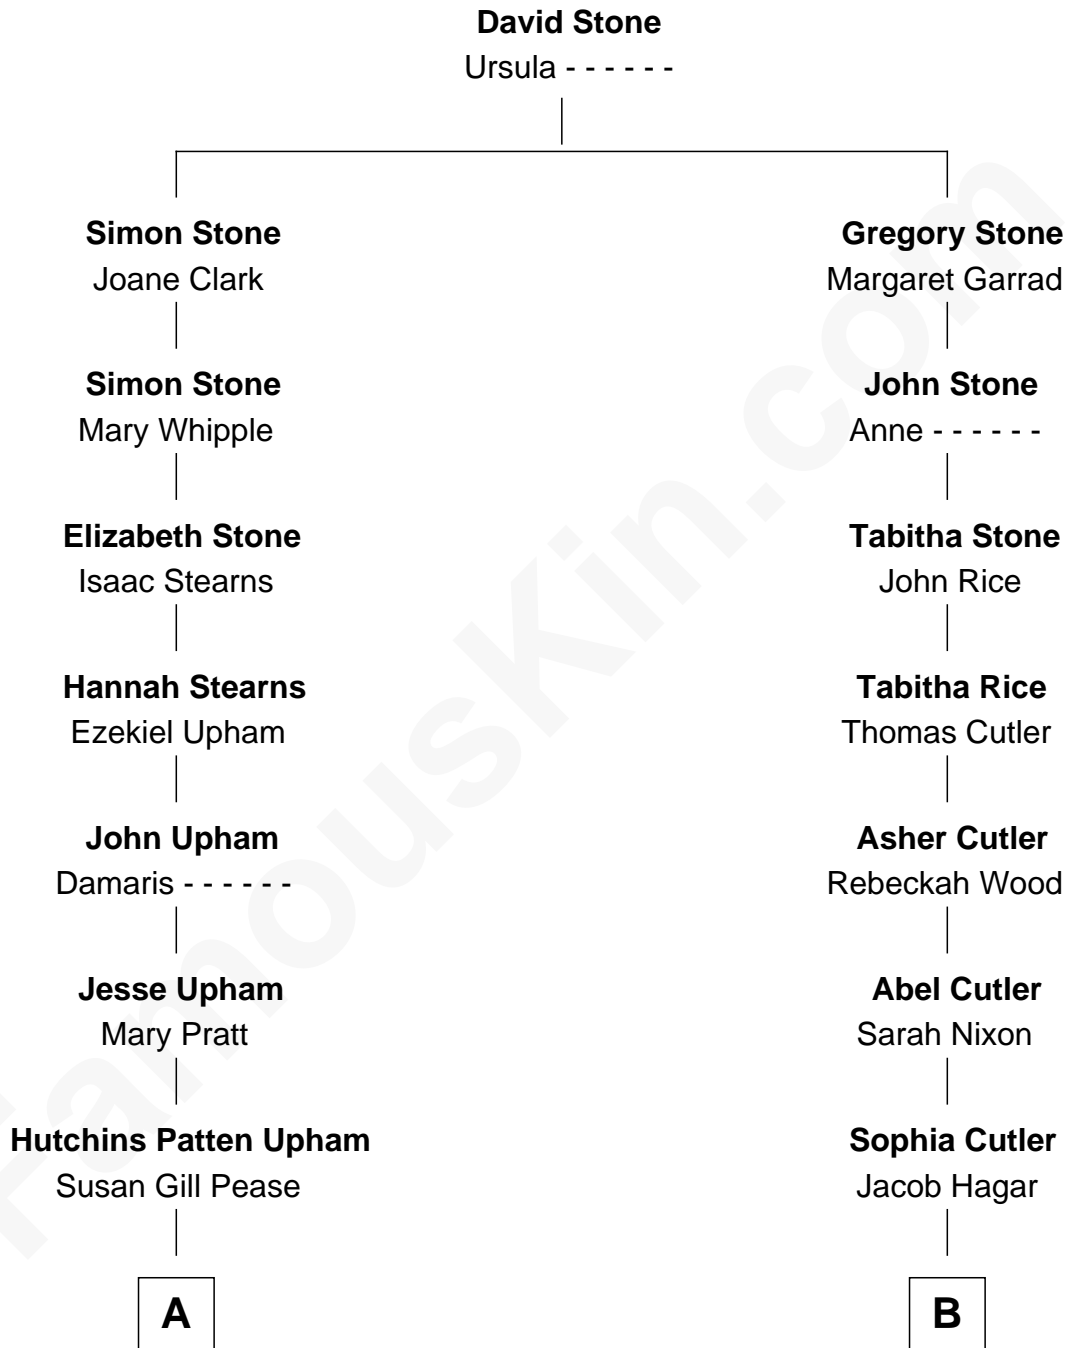 David Stone
Ursula - - - - - -
Simon Stone
Joane Clark
Gregory Stone
Margaret Garrad
Simon Stone
Mary Whipple
John Stone
Anne - - - - - -
Elizabeth Stone
Isaac Stearns
Tabitha Stone
John Rice
Hannah Stearns
Ezekiel Upham
Tabitha Rice
Thomas Cutler
John Upham
Damaris - - - - - -
Asher Cutler
Rebeckah Wood
Jesse Upham
Mary Pratt
Abel Cutler
Sarah Nixon
Hutchins Patten Upham
Susan Gill Pease
Sophia Cutler
Jacob Hagar
A
B
FamousKin.com